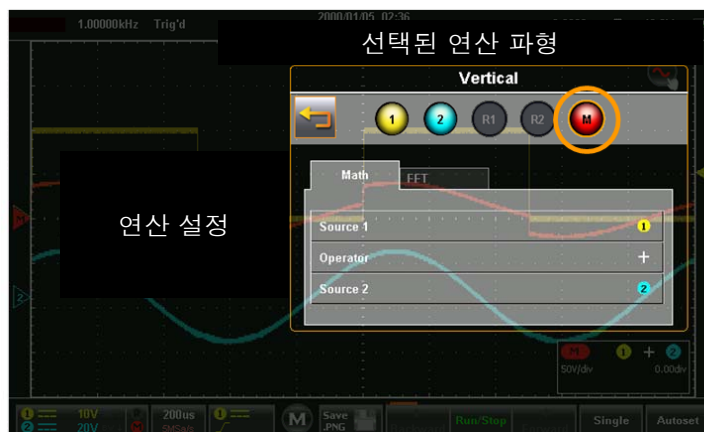 1.00000kHz Trig'd 2000/01/05 02:36
선택된 연산 파형
Vertical
1 2 R1 R2 M
Math FFT
연산 설정
Source 1 1
Operator +
Source 2 2
M
2
M 1 + 2
50V/div 0.00div
1 10V 200us 1 M Save Run/Stop Single Autoset
2 20V M 5MSa/s .PNG